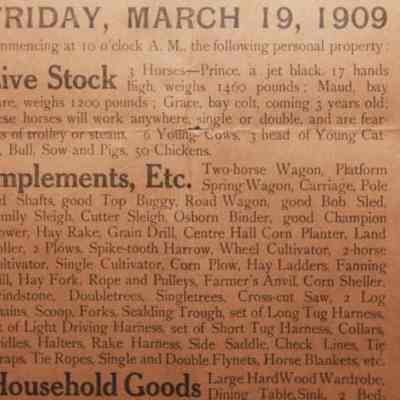 FRIDAY, MARCH 19, 1909
mmencing at 10 o'clock A. M., the following personal property:
ive Stock 3 Horses—Prince, a jet black, 17 hands
high, weighs 1460 pounds; Maud, bay
are, weighs 1200 pounds; Grace, bay colt, coming 3 years old;
ese horses will work anywhere, single or double, and are fear-
s of trolley or steam. 6 Young Cows, 3 head of Young Cat-
, Bull, Sow and Pigs, 50 Chickens.
mplements, Etc. Two-horse Wagon, Platform
Spring Wagon, Carriage, Pole
d Shafts, good Top Buggy, Road Wagon, good Bob Sled,
mily Sleigh, Cutter Sleigh, Osborn Binder, good Champion
ower, Hay Rake, Grain Drill, Centre Hall Corn Planter, Land
oller, 2 Plows, Spike-tooth Harrow, Wheel Cultivator, 2-horse
ltivator, Single Cultivator, Corn Plow, Hay Ladders, Fanning
ill, Hay Fork, Rope and Pulleys, Farmer's Anvil, Corn Sheller,
rindstone, Doubletrees, Singletrees, Cross-cut Saw, 2 Log
hains, Scoop, Forks, Scalding Trough, set of Long Tug Harness,
t of Light Driving Harness, set of Short Tug Harness, Collars,
idles, Halters, Rake Harness, Side Saddle, Check Lines, Tie
raps, Tie Ropes, Single and Double Flynets, Horse Blankets, etc.
Household Goods Large Hard Wood Wardrobe,
Dining Table, Sink, 2 Bed-